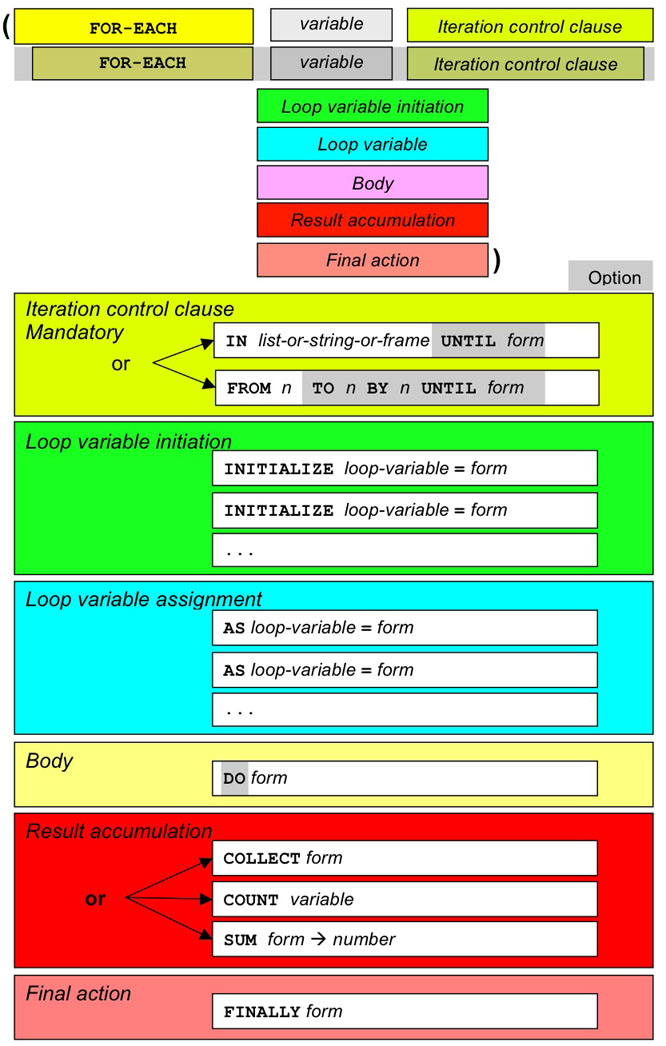 ( FOR-EACH variable Iteration control clause
FOR-EACH variable Iteration control clause
Loop variable initiation
Loop variable
Body
Result accumulation
Final action )
Option
Iteration control clause
Mandatory
or
IN list-or-string-or-frame UNTIL form
FROM n TO n BY n UNTIL form
Loop variable initiation
INITIALIZE loop-variable = form
INITIALIZE loop-variable = form
...
Loop variable assignment
AS loop-variable = form
AS loop-variable = form
...
Body
DO form
Result accumulation
or
COLLECT form
COUNT variable
SUM form → number
Final action
FINALLY form